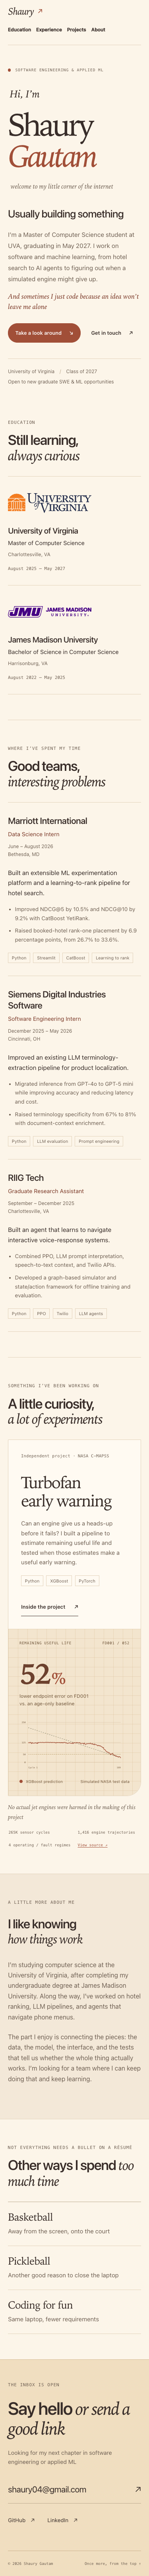 Shaury ↗
Education Experience Projects About
SOFTWARE ENGINEERING & APPLIED ML
Hi, I'm
Shaury
Gautam
welcome to my little corner of the internet
Usually building something
I'm a Master of Computer Science student at
UVA, graduating in May 2027. I work on
software and machine learning, from hotel
search to AI agents to figuring out when a
simulated engine might give up.
And sometimes I just code because an idea won't
leave me alone
Take a look around ↘ Get in touch ↗
University of Virginia / Class of 2027
Open to new graduate SWE & ML opportunities
EDUCATION
Still learning,
always curious
UNIVERSITY
of VIRGINIA
University of Virginia
Master of Computer Science
Charlottesville, VA
August 2025 — May 2027
JMU JAMES MADISON
UNIVERSITY.
James Madison University
Bachelor of Science in Computer Science
Harrisonburg, VA
August 2022 — May 2025
WHERE I'VE SPENT MY TIME
Good teams,
interesting problems
Marriott International
Data Science Intern
June – August 2026
Bethesda, MD
Built an extensible ML experimentation
platform and a learning-to-rank pipeline for
hotel search.
• Improved NDCG@5 by 10.5% and NDCG@10 by
9.2% with CatBoost YetiRank.
• Raised booked-hotel rank-one placement by 6.9
percentage points, from 26.7% to 33.6%.
Python Streamlit CatBoost Learning to rank
Siemens Digital Industries
Software
Software Engineering Intern
December 2025 – May 2026
Cincinnati, OH
Improved an existing LLM terminology-
extraction pipeline for product localization.
• Migrated inference from GPT-4o to GPT-5 mini
while improving accuracy and reducing latency
and cost.
• Raised terminology specificity from 67% to 81%
with document-context enrichment.
Python LLM evaluation Prompt engineering
RIIG Tech
Graduate Research Assistant
September – December 2025
Charlottesville, VA
Built an agent that learns to navigate
interactive voice-response systems.
• Combined PPO, LLM prompt interpretation,
speech-to-text context, and Twilio APIs.
• Developed a graph-based simulator and
state/action framework for offline training and
evaluation.
Python PPO Twilio LLM agents
SOMETHING I'VE BEEN WORKING ON
A little curiosity,
a lot of experiments
Independent project · NASA C-MAPSS
Turbofan
early warning
Can an engine give us a heads-up
before it fails? I built a pipeline to
estimate remaining useful life and
tested when those estimates make a
useful early warning.
Python XGBoost PyTorch
Inside the project ↗
REMAINING USEFUL LIFE FD001 / 012
52%
lower endpoint error on FD001
vs. an age-only baseline
XGBoost prediction Simulated NASA test data
No actual jet engines were harmed in the making of this
project
265K sensor cycles 1,416 engine trajectories
4 operating / fault regimes View source ↗
A LITTLE MORE ABOUT ME
I like knowing
how things work
I'm studying computer science at the
University of Virginia, after completing my
undergraduate degree at James Madison
University. Along the way, I've worked on hotel
ranking, LLM pipelines, and agents that
navigate phone menus.
The part I enjoy is connecting the pieces: the
data, the model, the interface, and the tests
that tell us whether the whole thing actually
works. I'm looking for a team where I can keep
doing that and keep learning.
NOT EVERYTHING NEEDS A BULLET ON A RÉSUMÉ
Other ways I spend too
much time
Basketball
Away from the screen, onto the court
Pickleball
Another good reason to close the laptop
Coding for fun
Same laptop, fewer requirements
THE INBOX IS OPEN
Say hello or send a
good link
Looking for my next chapter in software
engineering or applied ML.
shaury04@gmail.com ↗
GitHub ↗ LinkedIn ↗
© 2026 Shaury Gautam Once more, from the top ↑